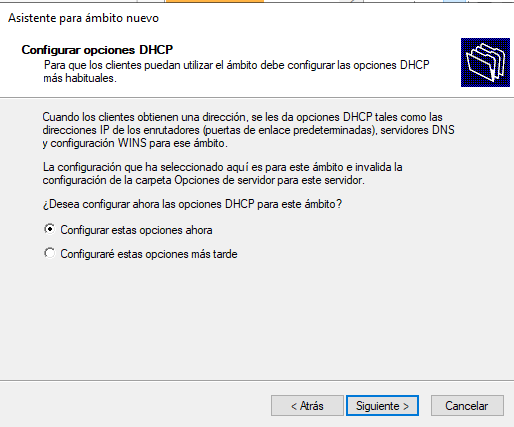 Asistente para ámbito nuevo
Configurar opciones DHCP
Para que los clientes puedan utilizar el ámbito debe configurar las opciones DHCP
más habituales.
Cuando los clientes obtienen una dirección, se les da opciones DHCP tales como las
direcciones IP de los enrutadores (puertas de enlace predeterminadas), servidores DNS
y configuración WINS para ese ámbito.
La configuración que ha seleccionado aquí es para este ámbito e invalida la
configuración de la carpeta Opciones de servidor para este servidor.
¿Desea configurar ahora las opciones DHCP para este ámbito?
Configurar estas opciones ahora
Configuraré estas opciones más tarde
< Atrás
Siguiente >
Cancelar